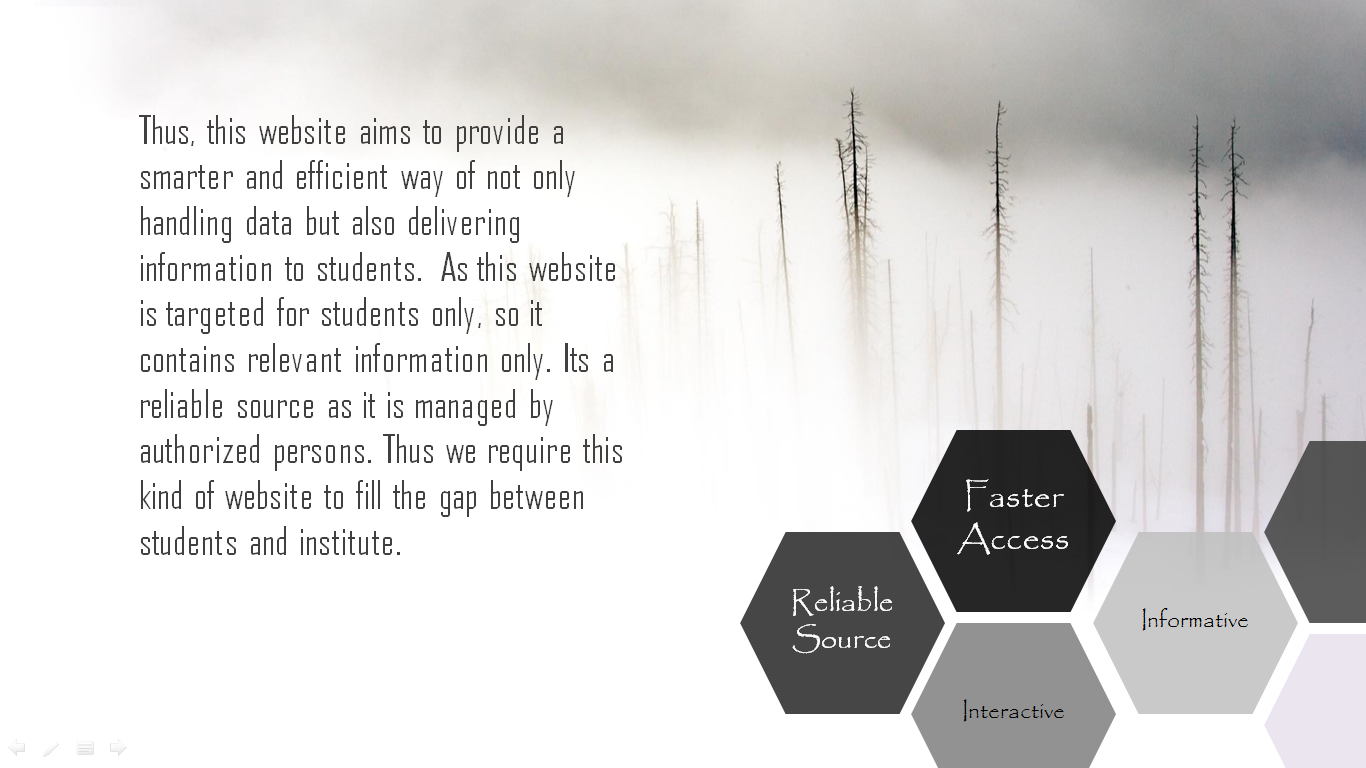 Thus, this website aims to provide a
smarter and efficient way of not only
handling data but also delivering
information to students.  As this website
is targeted for students only, so it
contains relevant information only. Its a
reliable source as it is managed by
authorized persons. Thus we require this
kind of website to fill the gap between
students and institute.
Faster
Access
Reliable
Source
Informative
Interactive